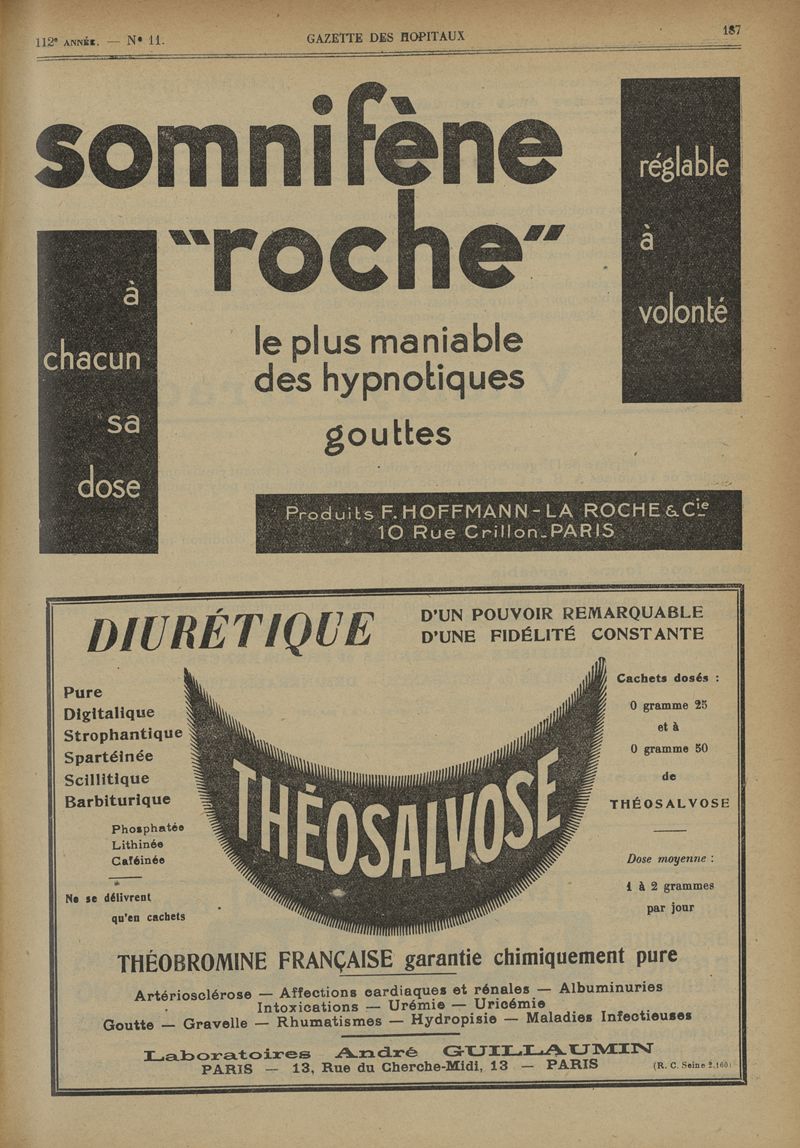 112e ANNÉE. — N° 11.
GAZETTE DES HOPITAUX
187
somnifène
"roche"
réglable
à
volonté
à
chacun
sa
dose
le plus maniable
des hypnotiques
gouttes
Produits F. HOFFMANN - LA ROCHE & Cie
10 Rue Crillon - PARIS
DIURÉTIQUE
D'UN POUVOIR REMARQUABLE
D'UNE FIDÉLITÉ CONSTANTE
Pure
Digitalique
Strophantique
Spartéinée
Scillitique
Barbiturique
Phosphatée
Lithinée
Caféinée
Ne se délivrent
qu'en cachets
THÉOSALVOSE
Cachets dosés :
0 gramme 25
et à
0 gramme 50
de
THÉOSALVOSE
Dose moyenne :
1 à 2 grammes
par jour
THÉOBROMINE FRANÇAISE garantie chimiquement pure
Artériosclérose — Affections cardiaques et rénales — Albuminuries
Intoxications — Urémie — Uricémie
Goutte — Gravelle — Rhumatismes — Hydropisie — Maladies Infectieuses
Laboratoires André GUILLAUMIN
PARIS — 13, Rue du Cherche-Midi, 13 — PARIS
(R. C. Seine 2.160)